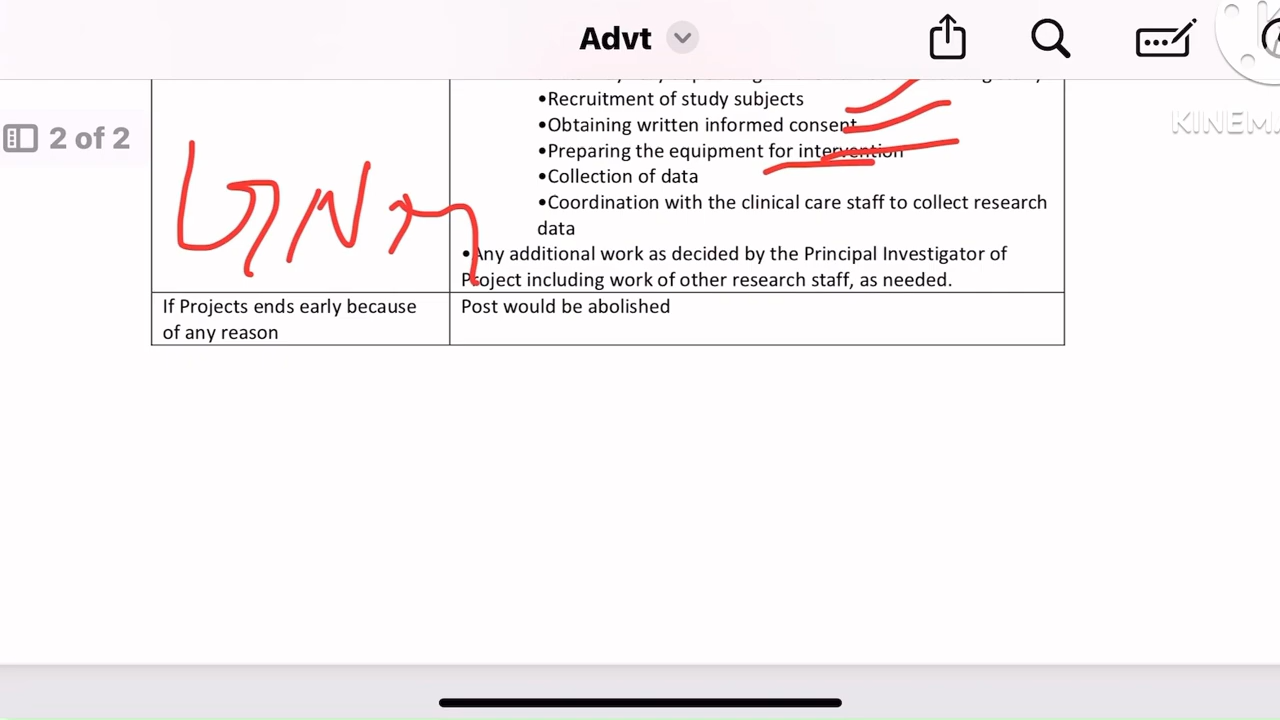 Advt
2 of 2
•Recruitment of study subjects
•Obtaining written informed consent
•Preparing the equipment for intervention
•Collection of data
•Coordination with the clinical care staff to collect research
data
•Any additional work as decided by the Principal Investigator of
Project including work of other research staff, as needed.
GNM
If Projects ends early because
of any reason
Post would be abolished
KINEM